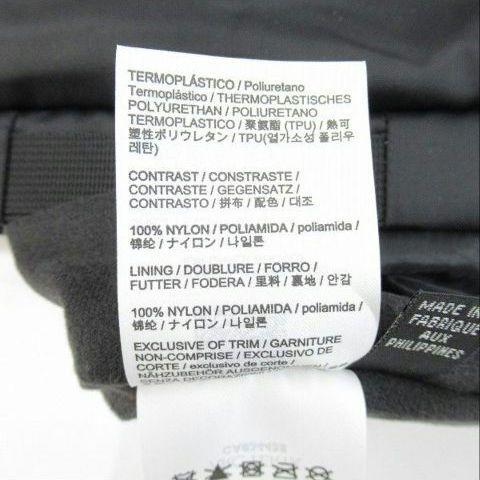 TERMOPLÁSTICO / Poliuretano
Termoplástico / THERMOPLASTISCHES
POLYURETHAN / POLIURETANO
TERMOPLASTICO / 聚氨酯 (TPU) / 熱可
塑性ポリウレタン / TPU(열가소성 폴리우
레탄)
CONTRAST / CONSTRASTE /
CONTRASTE / GEGENSATZ /
CONTRASTO / 拼布 / 配色 / 대조
100% NYLON / POLIAMIDA / poliamida /
锦纶 / ナイロン / 나일론
LINING / DOUBLURE / FORRO /
FUTTER / FODERA / 里料 / 裏地 / 안감
100% NYLON / POLIAMIDA / poliamida /
锦纶 / ナイロン / 나일론
EXCLUSIVE OF TRIM / GARNITURE
NON-COMPRISE / EXCLUSIVO DE
CORTE / exclusivo de corte /
NÄHZUBEHÖR AUSGENOMMEN
MADE IN
FABRIQUE
AUX
PHILIPPINES